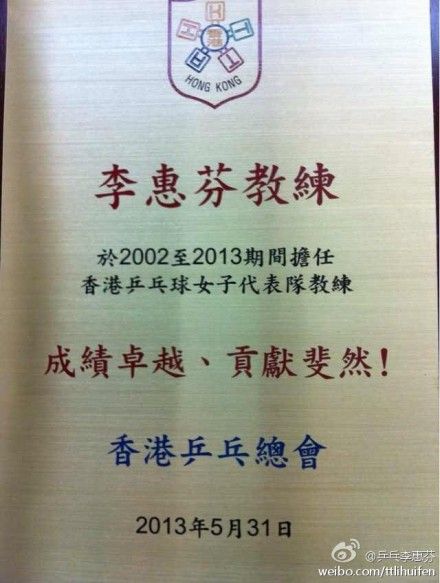 香港
HKTTA
HONG KONG
李惠芬教練
於2002至2013期間擔任
香港乒乓球女子代表隊教練
成績卓越、貢獻斐然！
香港乒乓總會
2013年5月31日
@乒乓李惠芬
weibo.com/ttlihuifen